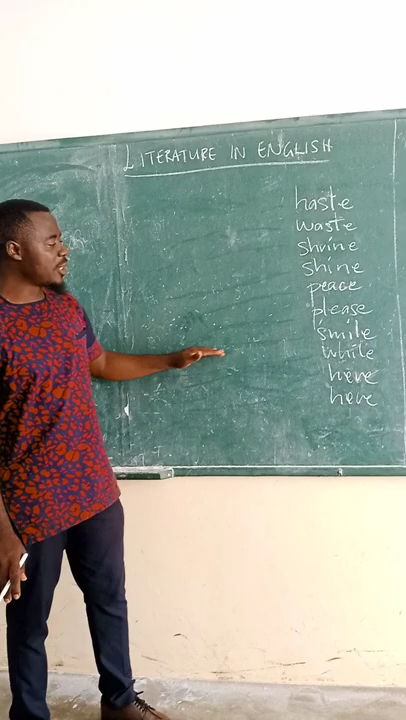 LITERATURE IN ENGLISH
haste
waste
shrine
shine
peace
please
smile
while
here
here